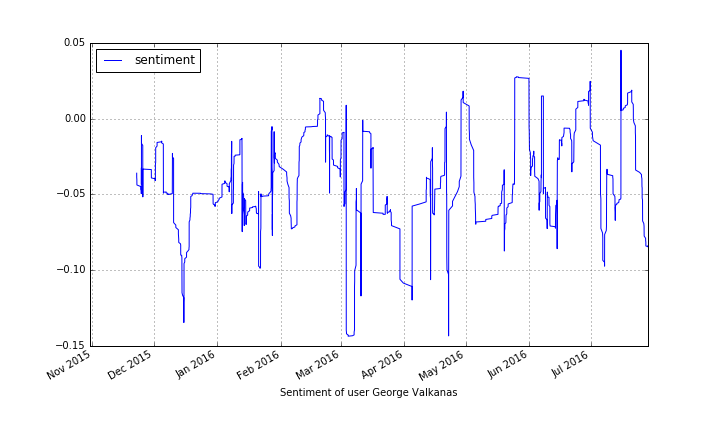 sentiment
0.05
0.00
−0.05
−0.10
−0.15
Nov 2015
Dec 2015
Jan 2016
Feb 2016
Mar 2016
Apr 2016
May 2016
Jun 2016
Jul 2016
Sentiment of user George Valkanas